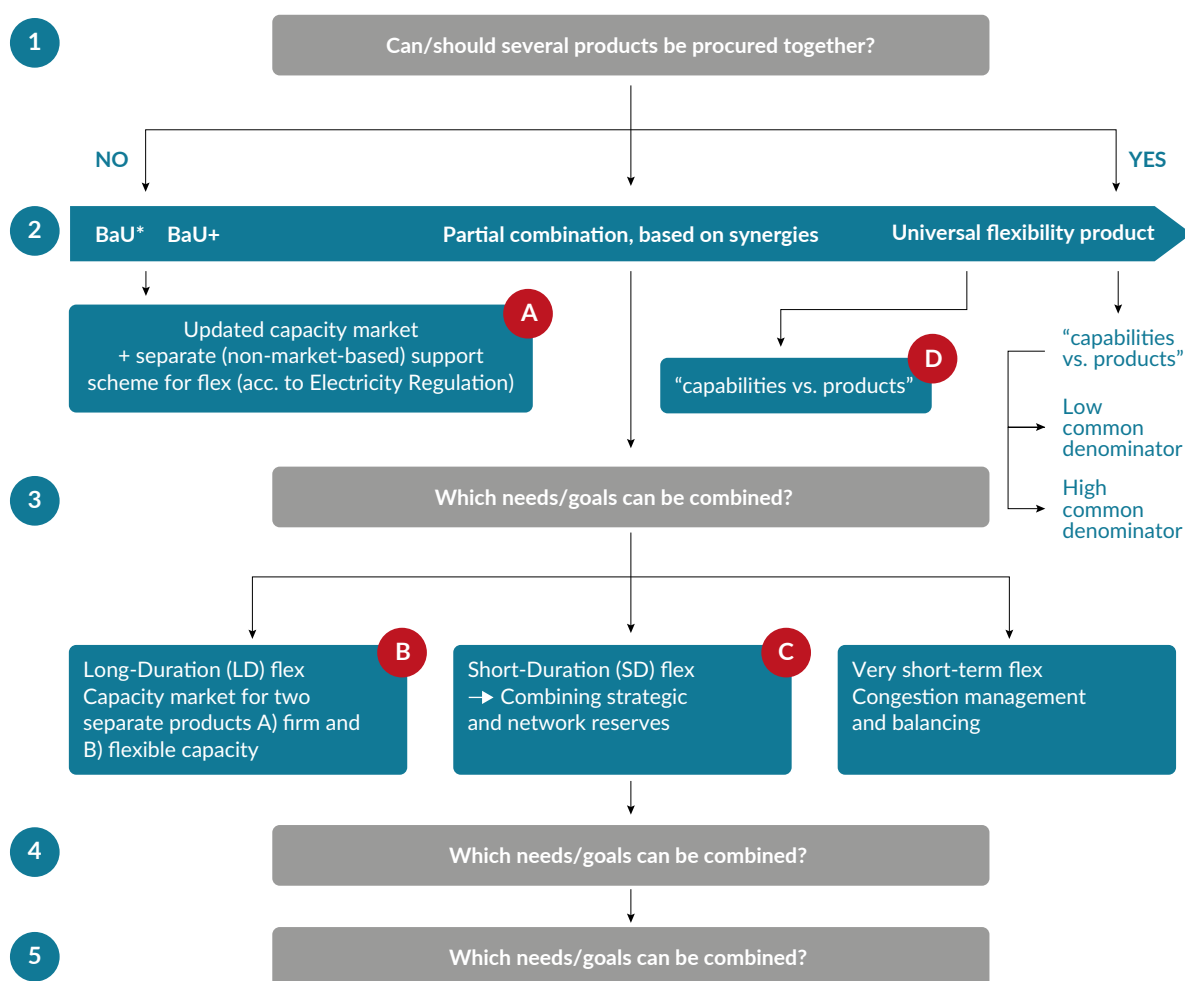 1
Can/should several products be procured together?
NO
YES
2
BaU* BaU+
Partial combination, based on synergies
Universal flexibility product
A
Updated capacity market
+ separate (non-market-based) support
scheme for flex (acc. to Electricity Regulation)
D
“capabilities vs. products”
“capabilities
vs. products”
Low
common
denominator
High
common
denominator
3
Which needs/goals can be combined?
B
Long-Duration (LD) flex
Capacity market for two
separate products A) firm and
B) flexible capacity
C
Short-Duration (SD) flex
→ Combining strategic
and network reserves
Very short-term flex
Congestion management
and balancing
4
Which needs/goals can be combined?
5
Which needs/goals can be combined?